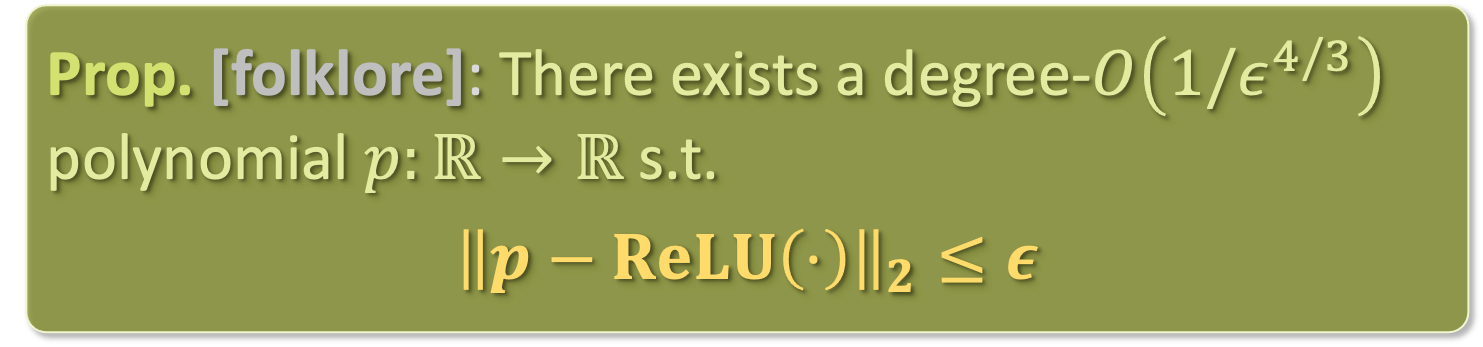 Prop. [folklore]: There exists a degree-𝑂(1/𝜖^{4/3})
polynomial 𝑝: ℝ → ℝ s.t.
‖𝒑 − 𝐑𝐞𝐋𝐔(·)‖₂ ≤ 𝝐